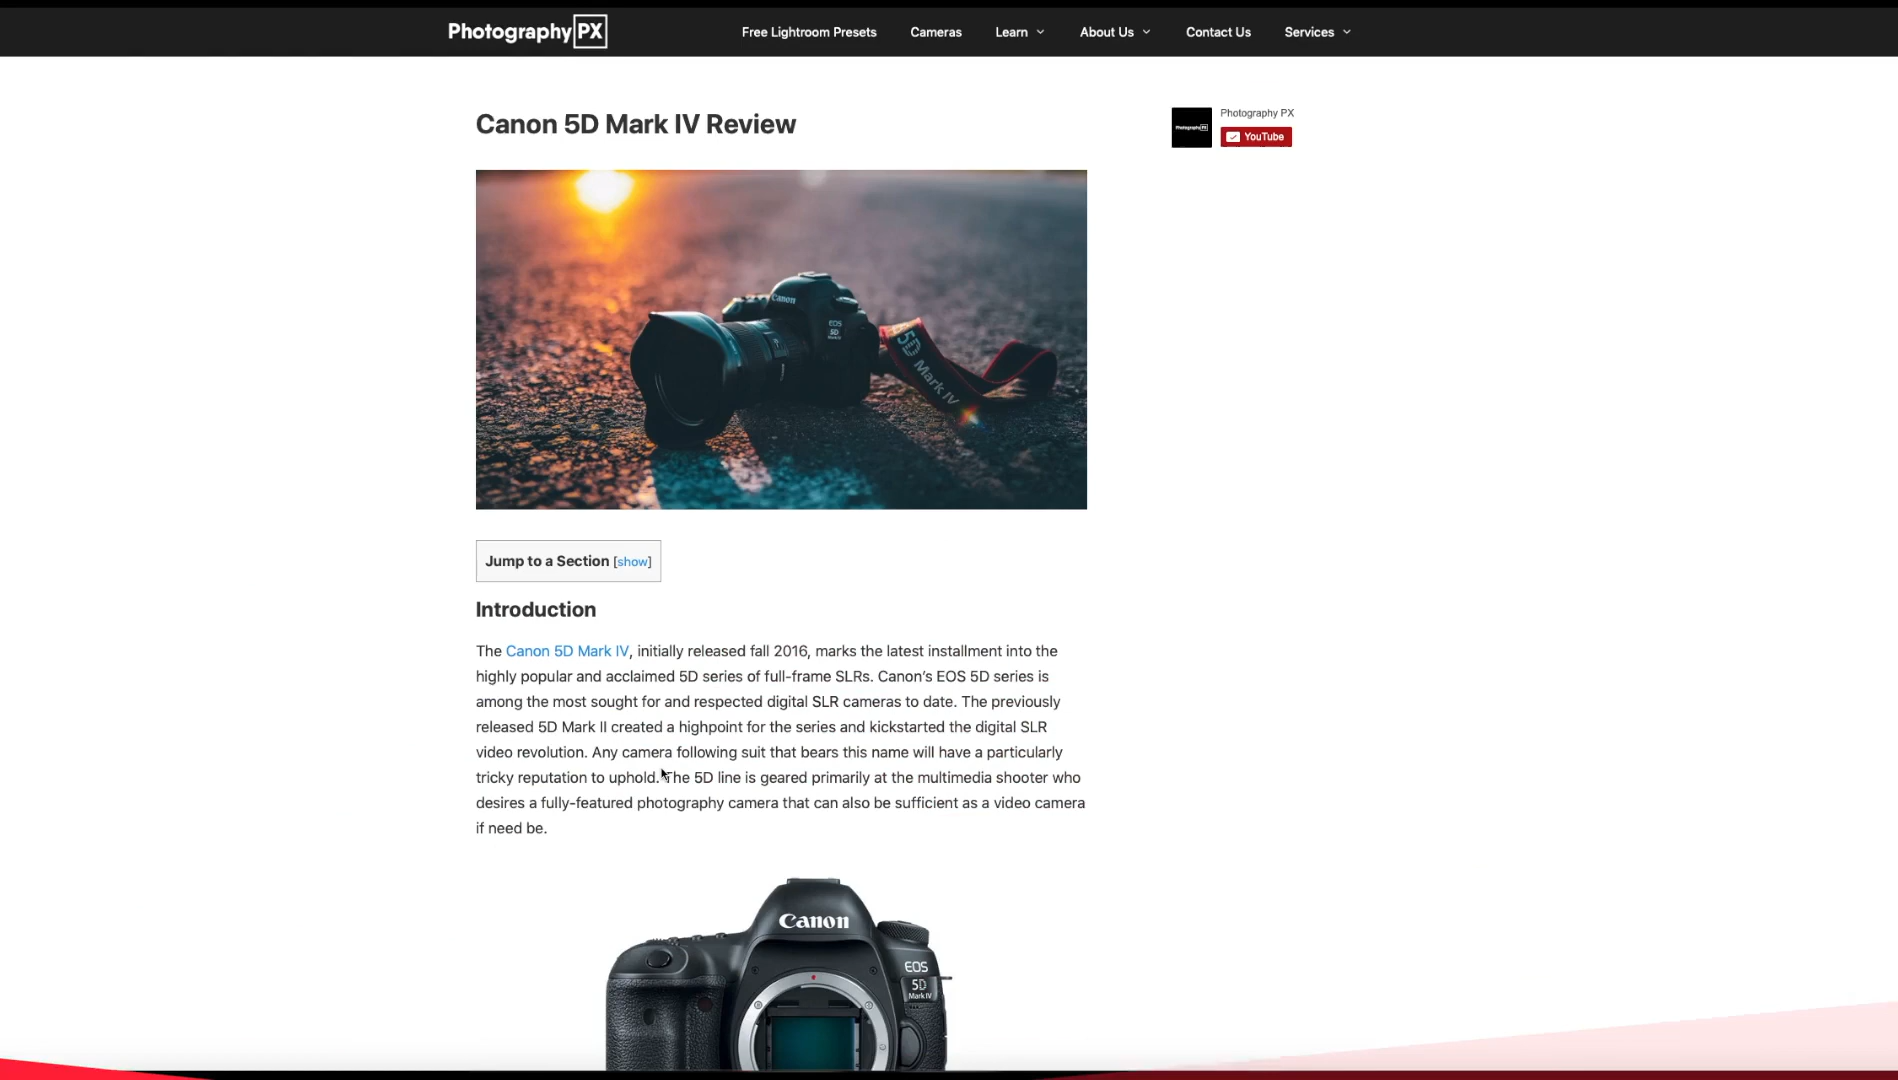 PhotographyPX
Free Lightroom Presets Cameras Learn About Us Contact Us Services
Canon 5D Mark IV Review
PhotographyPX
Photography PX
YouTube
Canon
EOS
5D
Mark IV
5D Mark IV
Jump to a Section [show]
Introduction
The Canon 5D Mark IV, initially released fall 2016, marks the latest installment into the
highly popular and acclaimed 5D series of full-frame SLRs. Canon’s EOS 5D series is
among the most sought for and respected digital SLR cameras to date. The previously
released 5D Mark II created a highpoint for the series and kickstarted the digital SLR
video revolution. Any camera following suit that bears this name will have a particularly
tricky reputation to uphold. The 5D line is geared primarily at the multimedia shooter who
desires a fully-featured photography camera that can also be sufficient as a video camera
if need be.
Canon
EOS
5D
Mark IV